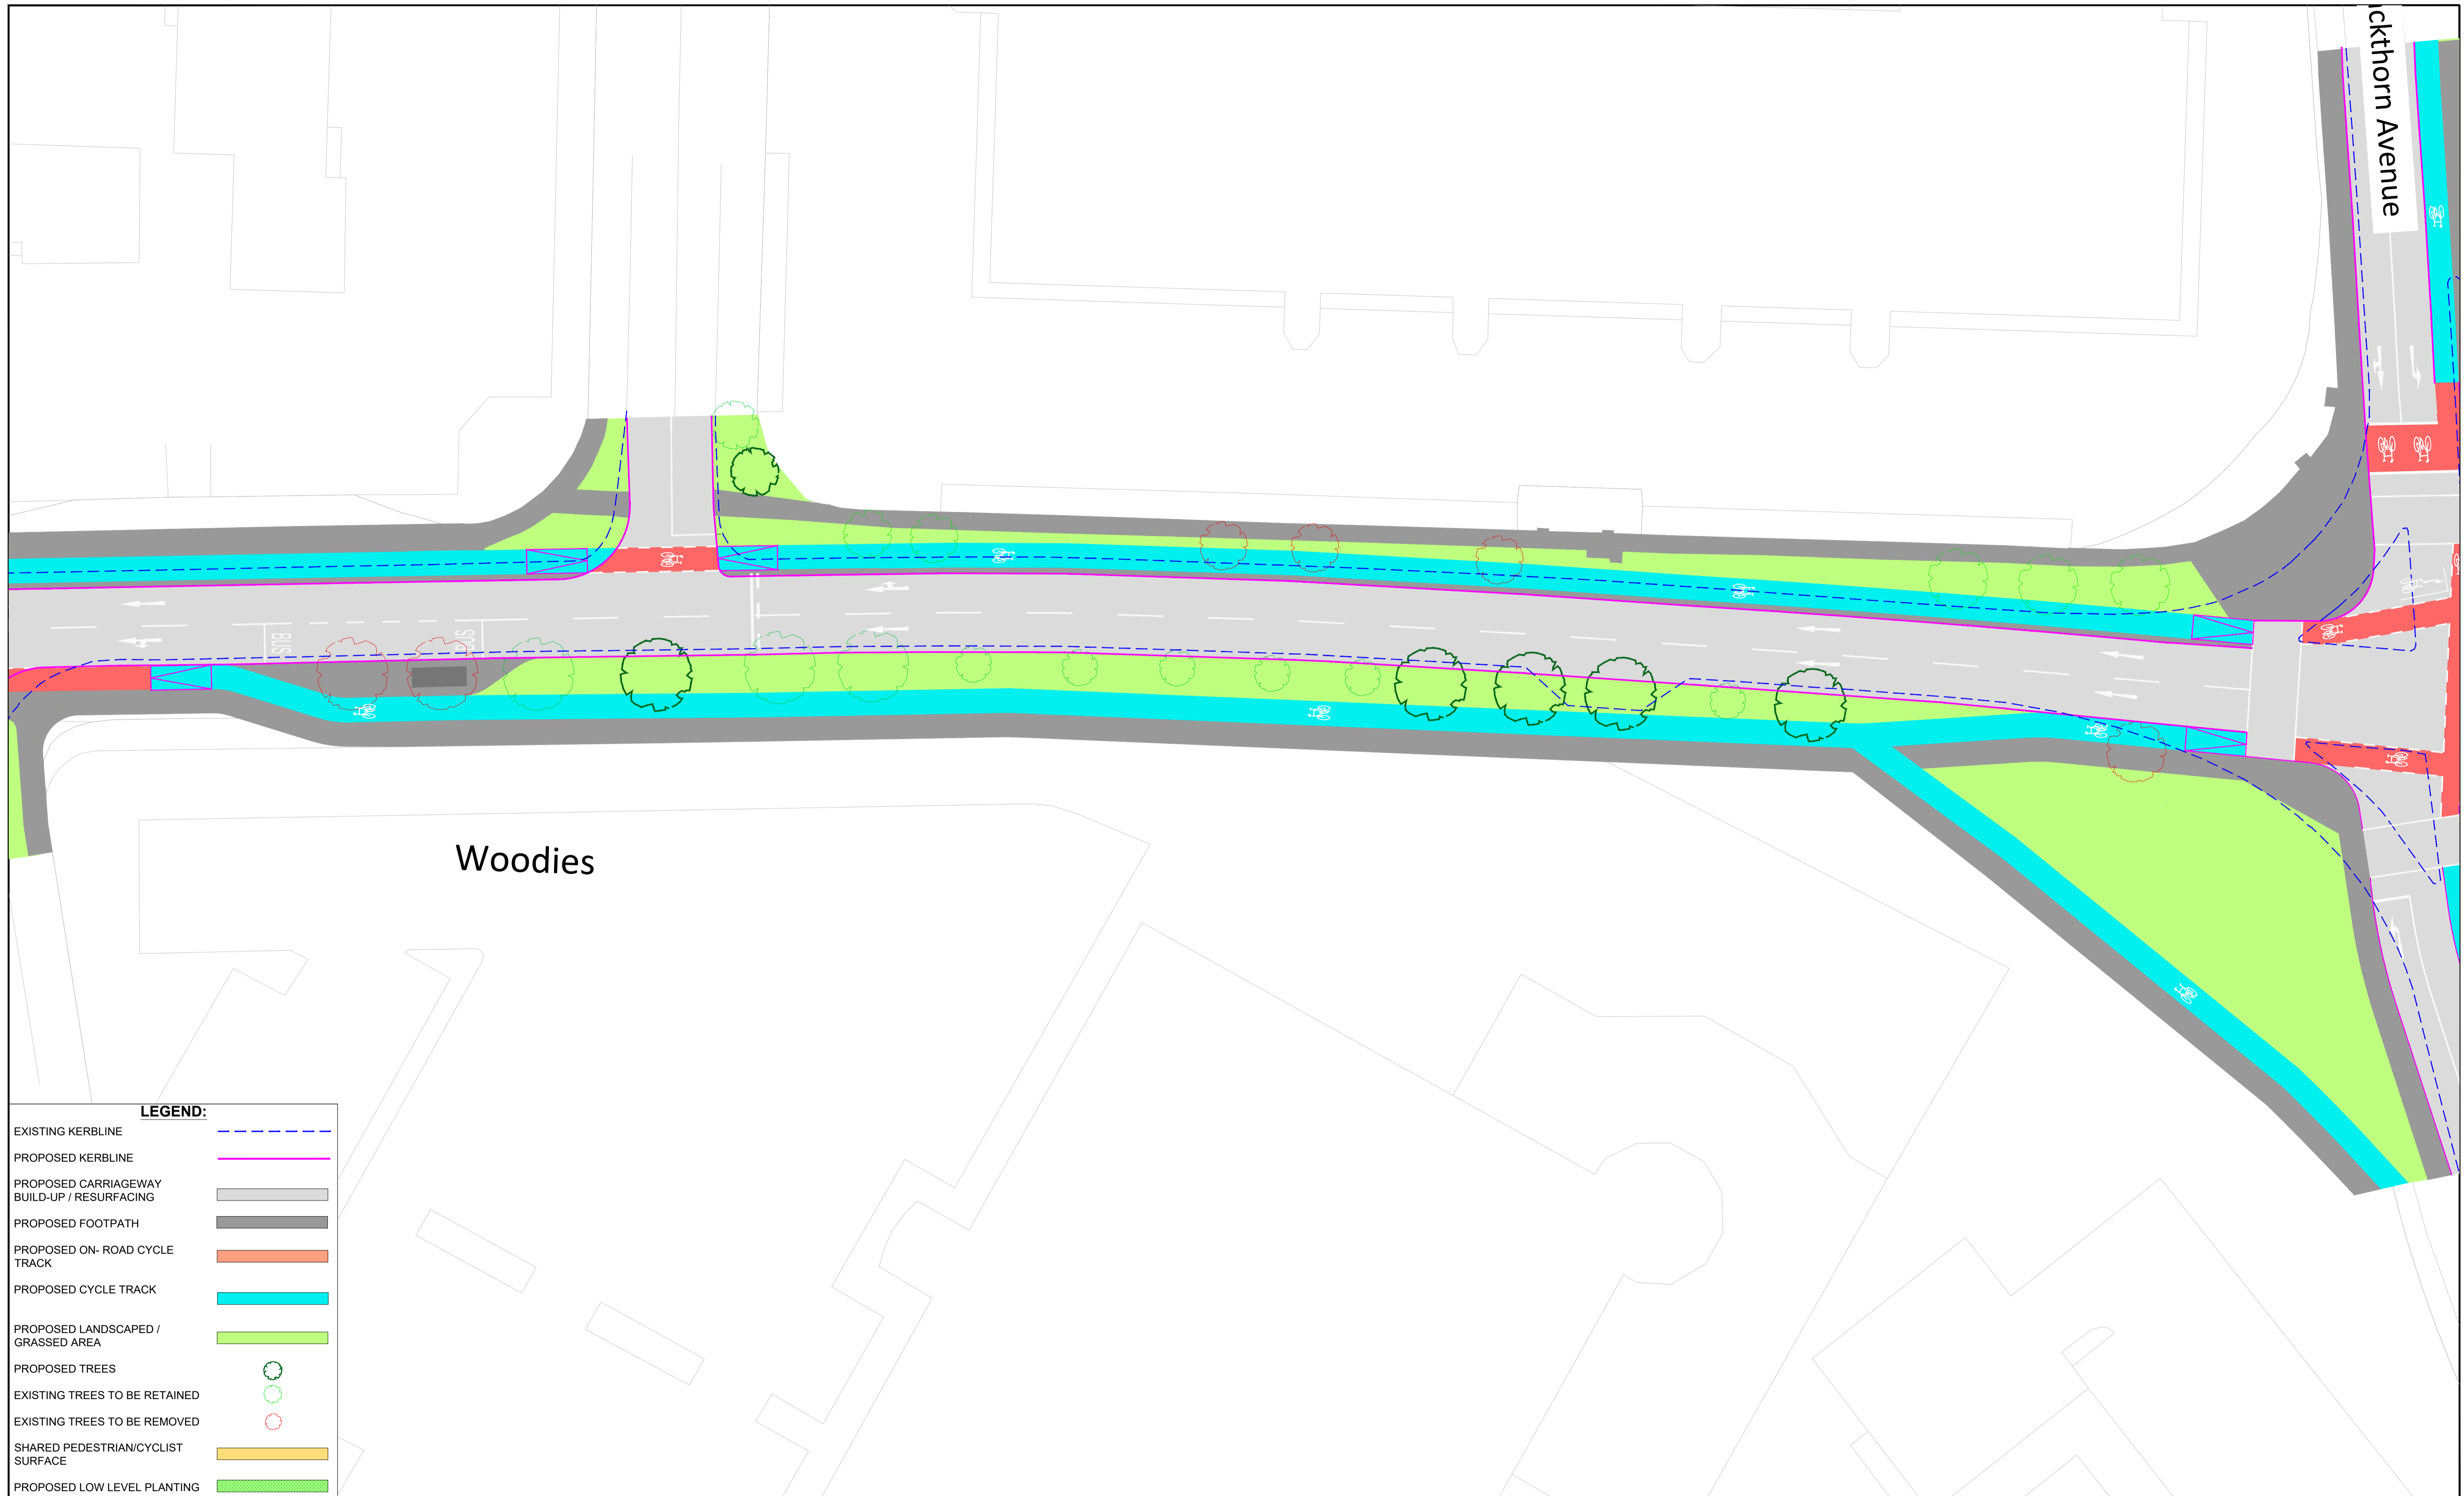 ckthorn Avenue
BUS
STOP
Woodies
LEGEND:
EXISTING KERBLINE
PROPOSED KERBLINE
PROPOSED CARRIAGEWAY
BUILD-UP / RESURFACING
PROPOSED FOOTPATH
PROPOSED ON- ROAD CYCLE
TRACK
PROPOSED CYCLE TRACK
PROPOSED LANDSCAPED /
GRASSED AREA
PROPOSED TREES
EXISTING TREES TO BE RETAINED
EXISTING TREES TO BE REMOVED
SHARED PEDESTRIAN/CYCLIST
SURFACE
PROPOSED LOW LEVEL PLANTING